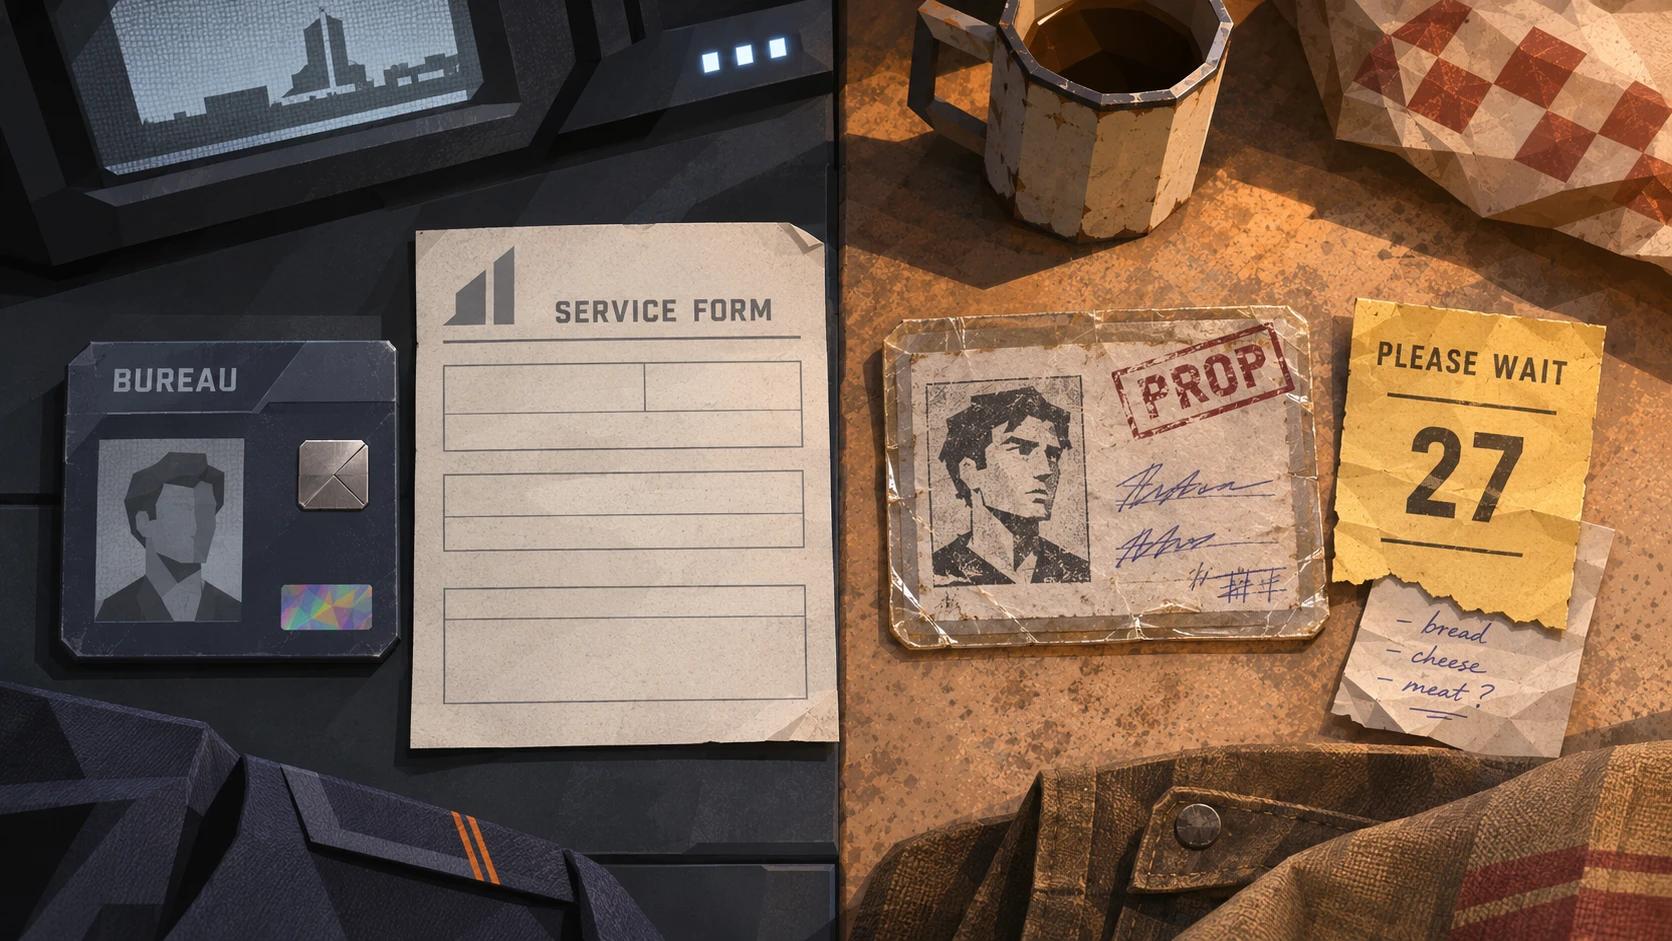 BUREAU
SERVICE FORM
PROP
PLEASE WAIT
27
- bread
- cheese
- meat?